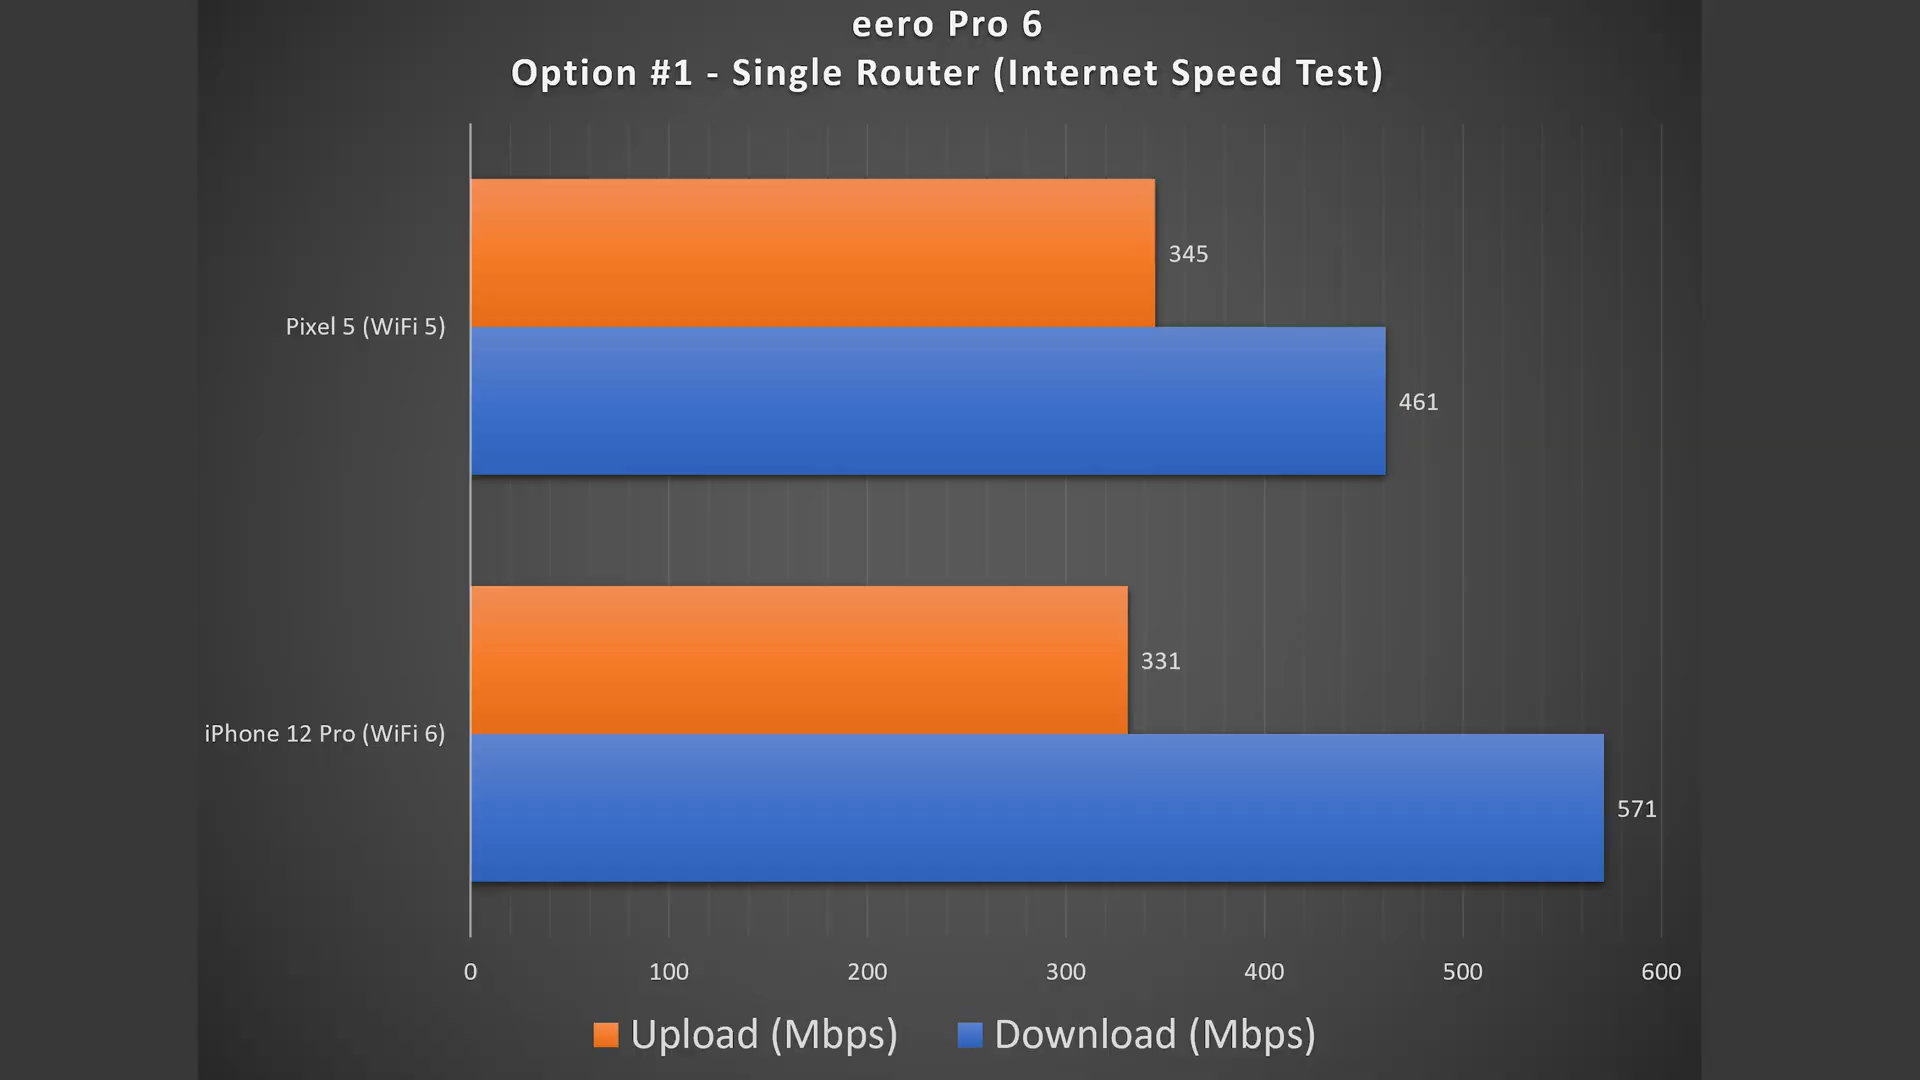 eero Pro 6
Option #1 - Single Router (Internet Speed Test)
345
Pixel 5 (WiFi 5)
461
331
iPhone 12 Pro (WiFi 6)
571
0 100 200 300 400 500 600
Upload (Mbps) Download (Mbps)